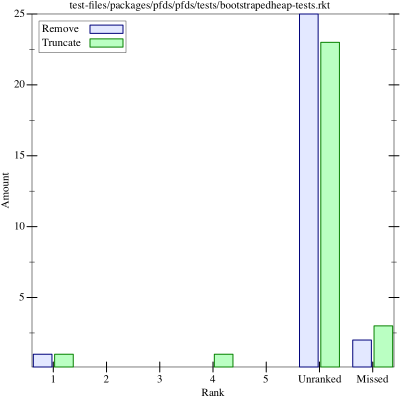 test-files/packages/pfds/pfds/tests/bootstrapedheap-tests.rkt
Remove
Truncate
25
20
15
10
5
Amount
1 2 3 4 5 Unranked Missed
Rank